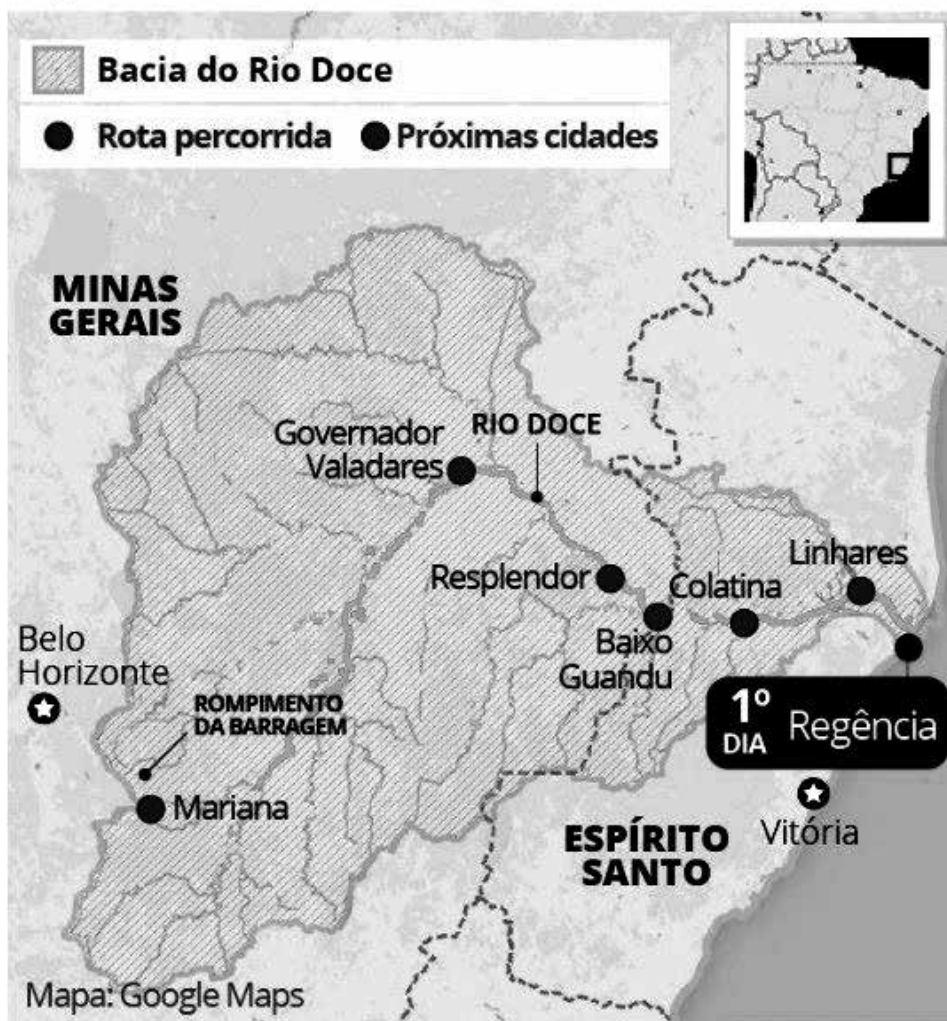 Bacia do Rio Doce
Rota percorrida
Próximas cidades
MINAS
GERAIS
Governador
Valadares
RIO DOCE
Resplendor
Colatina
Linhares
Baixo
Guandu
Belo
Horizonte
ROMPIMENTO
DA BARRAGEM
Mariana
1º
DIA
Regência
Vitória
ESPÍRITO
SANTO
Mapa: Google Maps